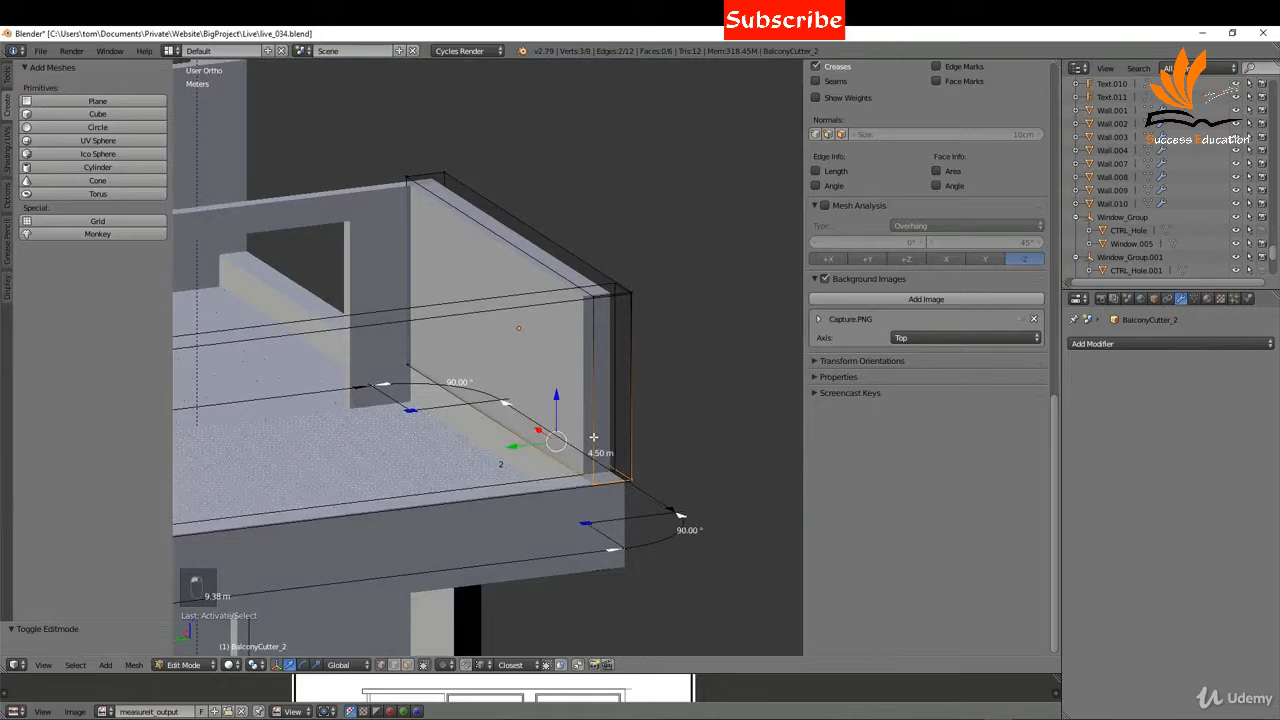 Subscribe
Blender* [C:\Users\tom\Documents\Private\Website\BigProject\Live\live_034.blend]
File Render Window Help Default Scene Cycles Render v2.79 | Verts:3/8 | Edges:2/12 | Faces:0/6 | Tris:12 | Mem:318.45M | BalconyCutter_2
Add Meshes
Primitives:
Plane
Cube
Circle
UV Sphere
Ico Sphere
Cylinder
Cone
Torus
Special:
Grid
Monkey
Toggle Editmode
Tools
Create
Shading / UVs
Options
Grease Pencil
Display
User Ortho
Meters
90.00 °
4.50 m
2
90.00 °
9.38 m
Last: Activate/Select
(1) BalconyCutter_2
View Select Add Mesh Edit Mode Global Closest
View Image measureit_output F View
Creases Edge Marks
Seams Face Marks
Show Weights
Normals:
Size: 10cm
Edge Info: Face Info:
Length Area
Angle Angle
Mesh Analysis
Type... Overhang
0° 45°
+X +Y +Z -X -Y -Z
Background Images
Add Image
Capture.PNG
Axis: Top
Transform Orientations
Properties
Screencast Keys
View Search All
Text.010
Text.011
Wall.001
Wall.002
Wall.003
Wall.004
Wall.007
Wall.008
Wall.009
Wall.010
Window_Group
CTRL_Hole
Window.005
Window_Group.001
CTRL_Hole.001
Success Education
BalconyCutter_2
Add Modifier
Udemy